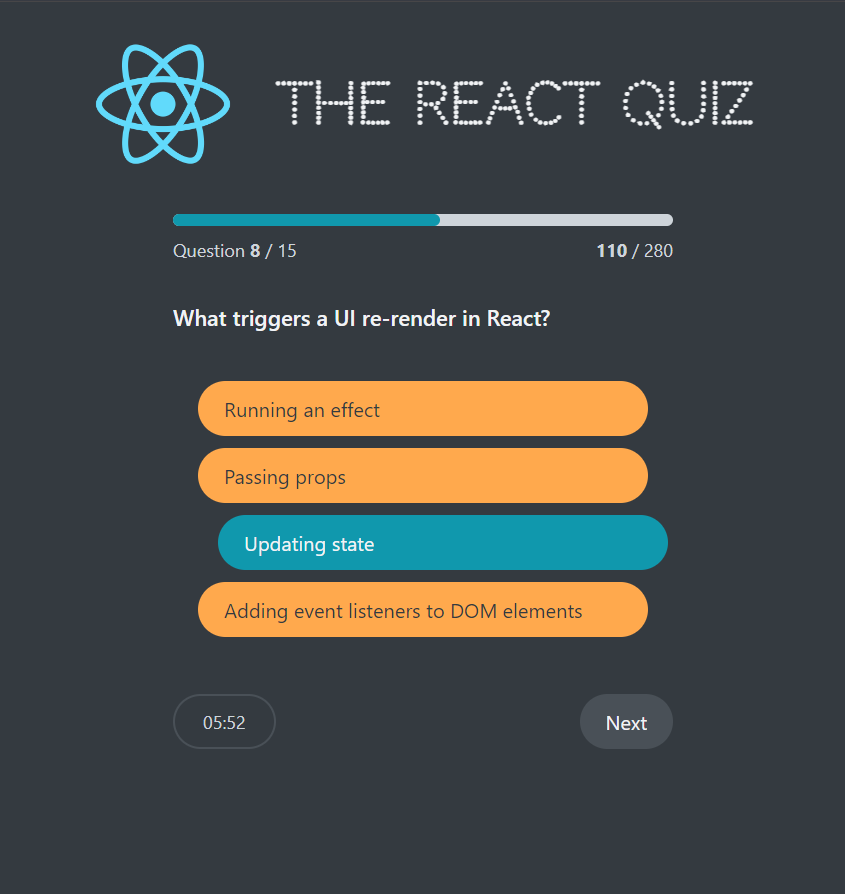 THE REACT QUIZ
Question 8 / 15
110 / 280
What triggers a UI re-render in React?
Running an effect
Passing props
Updating state
Adding event listeners to DOM elements
05:52
Next